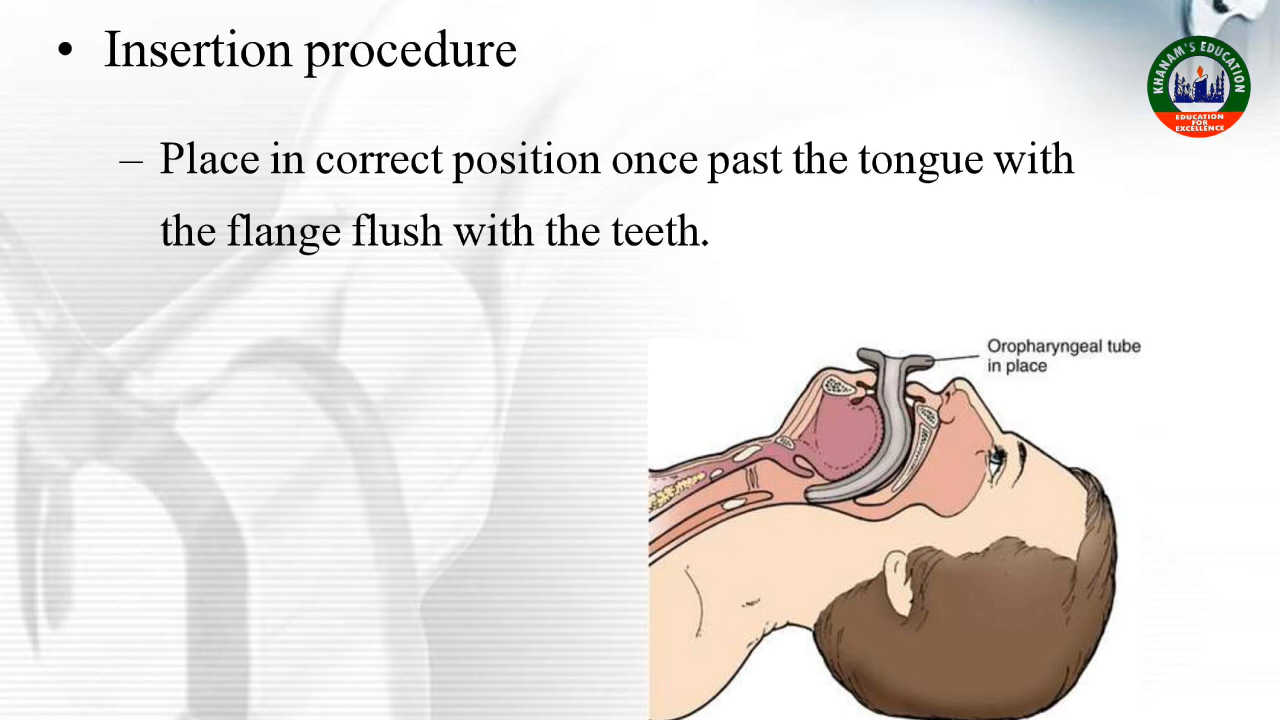 • Insertion procedure
KHANAM'S EDUCATION
EDUCATION
FOR
EXCELLENCE
– Place in correct position once past the tongue with
the flange flush with the teeth.
Oropharyngeal tube
in place